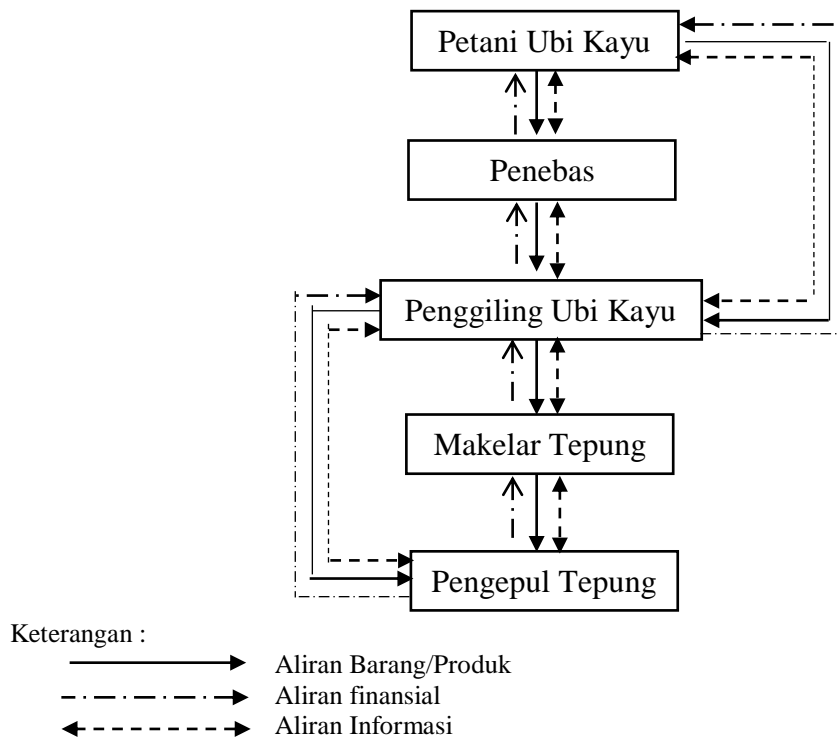 Petani Ubi Kayu
Penebas
Penggiling Ubi Kayu
Makelar Tepung
Pengepul Tepung
Keterangan :
Aliran Barang/Produk
Aliran finansial
Aliran Informasi